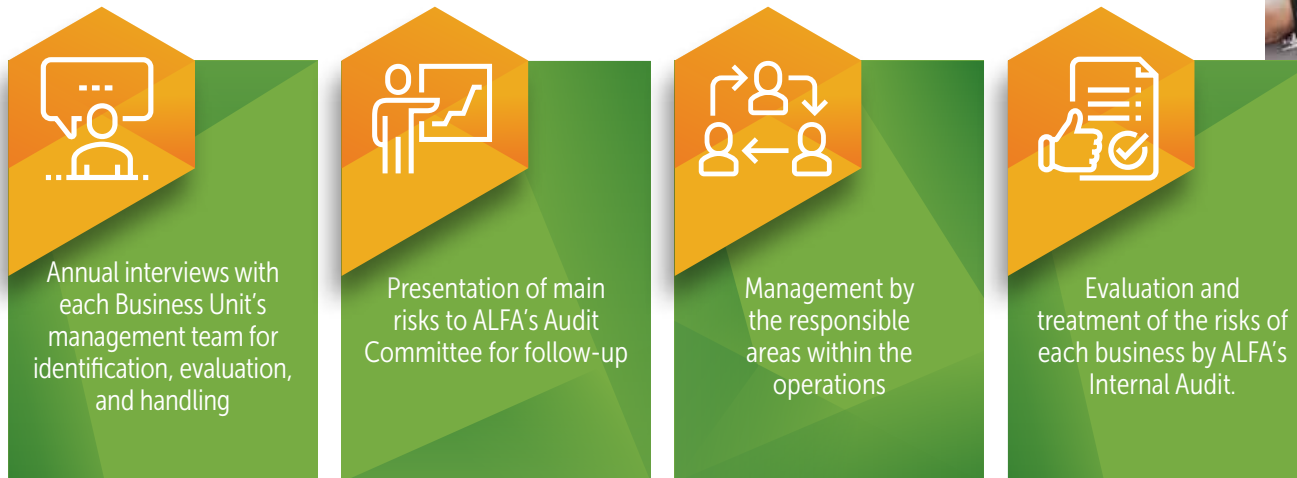 Annual interviews with
each Business Unit's
management team for
identification, evaluation,
and handling
Presentation of main
risks to ALFA's Audit
Committee for follow-up
Management by
the responsible
areas within the
operations
Evaluation and
treatment of the risks of
each business by ALFA's
Internal Audit.